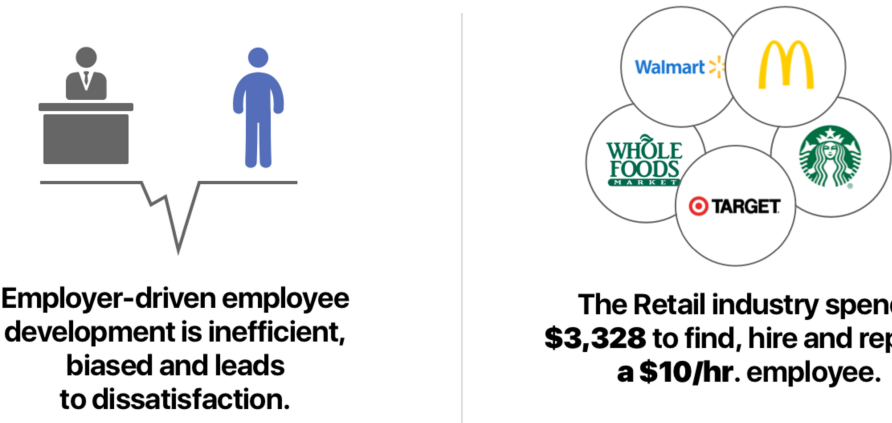 Employer-driven employee
development is inefficient,
biased and leads
to dissatisfaction.
Walmart
WHOLE
FOODS
MARKET
TARGET
The Retail industry
$3,328 to find, hire and
a $10/hr. employee.